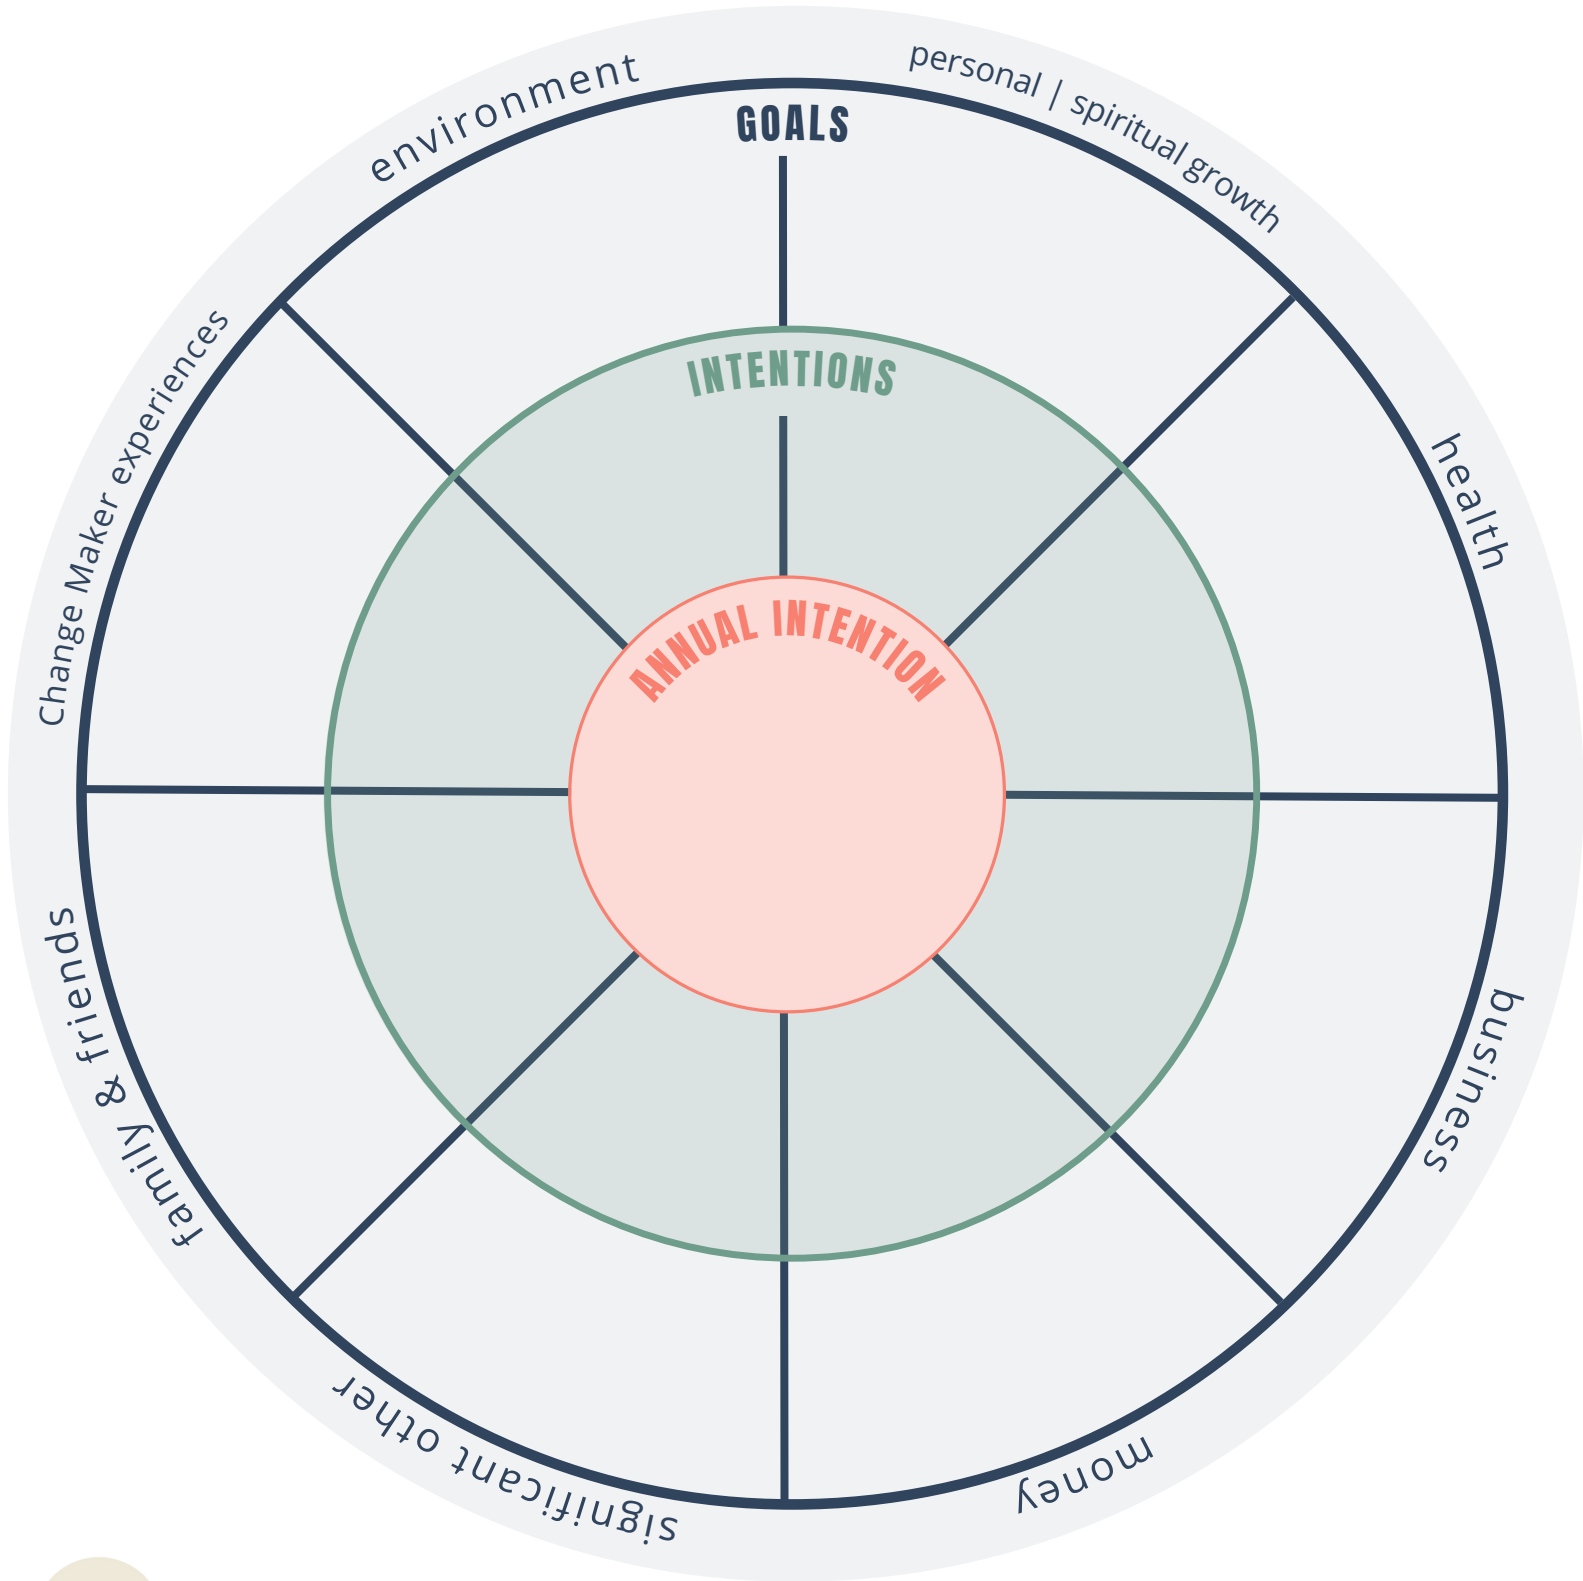 environment
personal | spiritual growth
health
business
money
significant other
family & friends
Change Maker experiences
GOALS
INTENTIONS
ANNUAL INTENTION